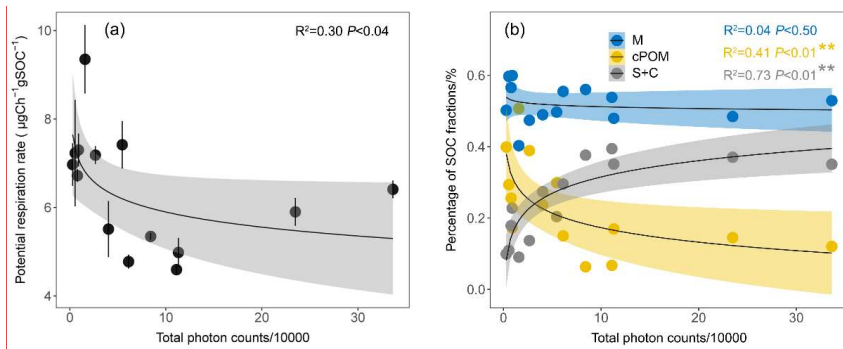 (a)
R²=0.30 P<0.04
Potential respiration rate ( μgCh⁻¹gSOC⁻¹)
10
8
6
4
0
10
20
30
Total photon counts/10000
(b)
M
cPOM
S+C
R²=0.04 P<0.50
R²=0.41 P<0.01**
R²=0.73 P<0.01**
Percentage of SOC fractions/%
0.6
0.4
0.2
0.0
0
10
20
30
Total photon counts/10000